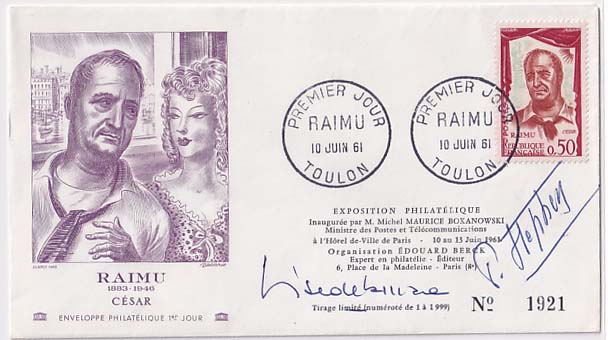 RAIMU
1883-1946
CÉSAR
ENVELOPPE PHILATÉLIQUE 1er JOUR
PREMIER JOUR
RAIMU
10 JUIN 61
TOULON
PREMIER JOUR
RAIMU
10 JUIN 61
TOULON
RAIMU
CÉSAR
RÉPUBLIQUE
FRANÇAISE
0,50
EXPOSITION PHILATÉLIQUE
Inaugurée par M. Michel MAURICE BOKANOWSKI
Ministre des Postes et Télécommunications
à l'Hôtel-de-Ville de Paris - 10 au 13 Juin 1961
Organisation ÉDOUARD BERCK
Expert en philatélie - Éditeur
6, Place de la Madeleine - Paris (8e)
Tirage limité (numéroté de 1 à 1999)
No 1921